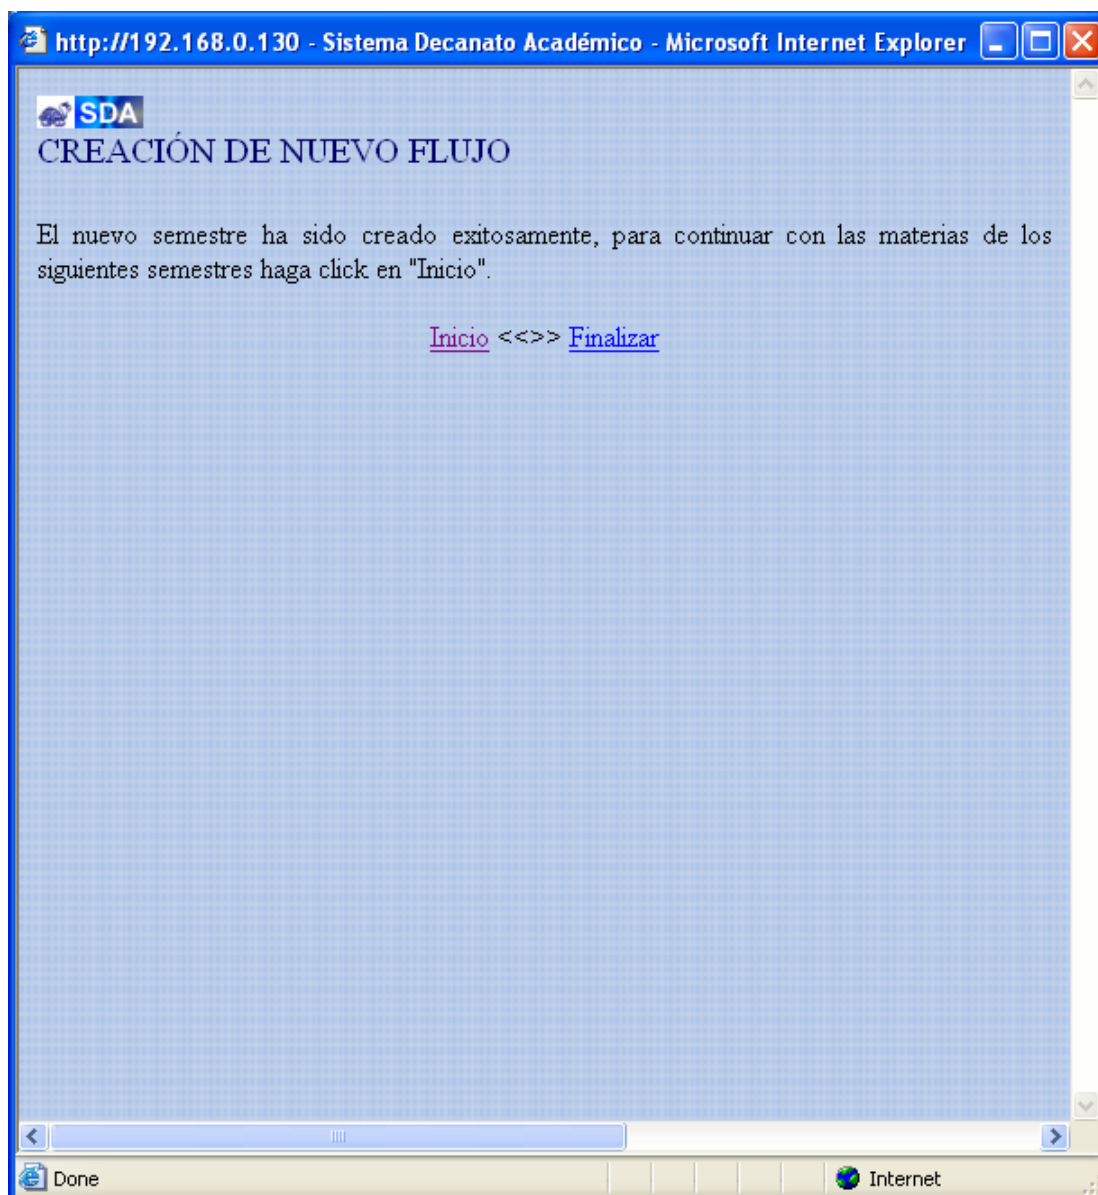 http://192.168.0.130 - Sistema Decanato Académico - Microsoft Internet Explorer
SDA
CREACIÓN DE NUEVO FLUJO
El nuevo semestre ha sido creado exitosamente, para continuar con las materias de los
siguientes semestres haga click en "Inicio".
Inicio <<>> Finalizar
Done
Internet